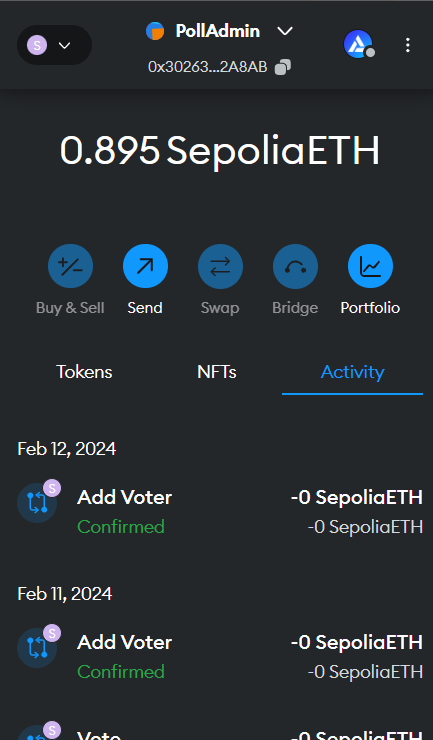 S
PollAdmin
0x30263...2A8AB
0.895 SepoliaETH
Buy & Sell Send Swap Bridge Portfolio
Tokens NFTs Activity
Feb 12, 2024
S
Add Voter -0 SepoliaETH
Confirmed -0 SepoliaETH
Feb 11, 2024
S
Add Voter -0 SepoliaETH
Confirmed -0 SepoliaETH
S
Vote -0 SepoliaETH